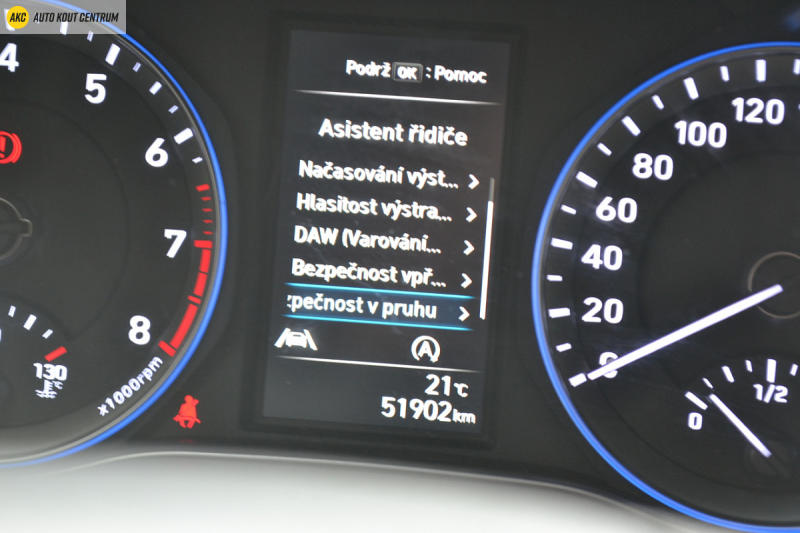 AKC AUTO KOUT CENTRUM
Podrž OK : Pomoc
Asistent řidiče
Načasování výst...
Hlasitost výstra...
DAW (Varování...
Bezpečnost vpř...
zpečnost v pruhu
A
21°C
51902km
4
5
6
7
8
x1000rpm
130
°C
0
20
40
60
80
100
120
0
1/2